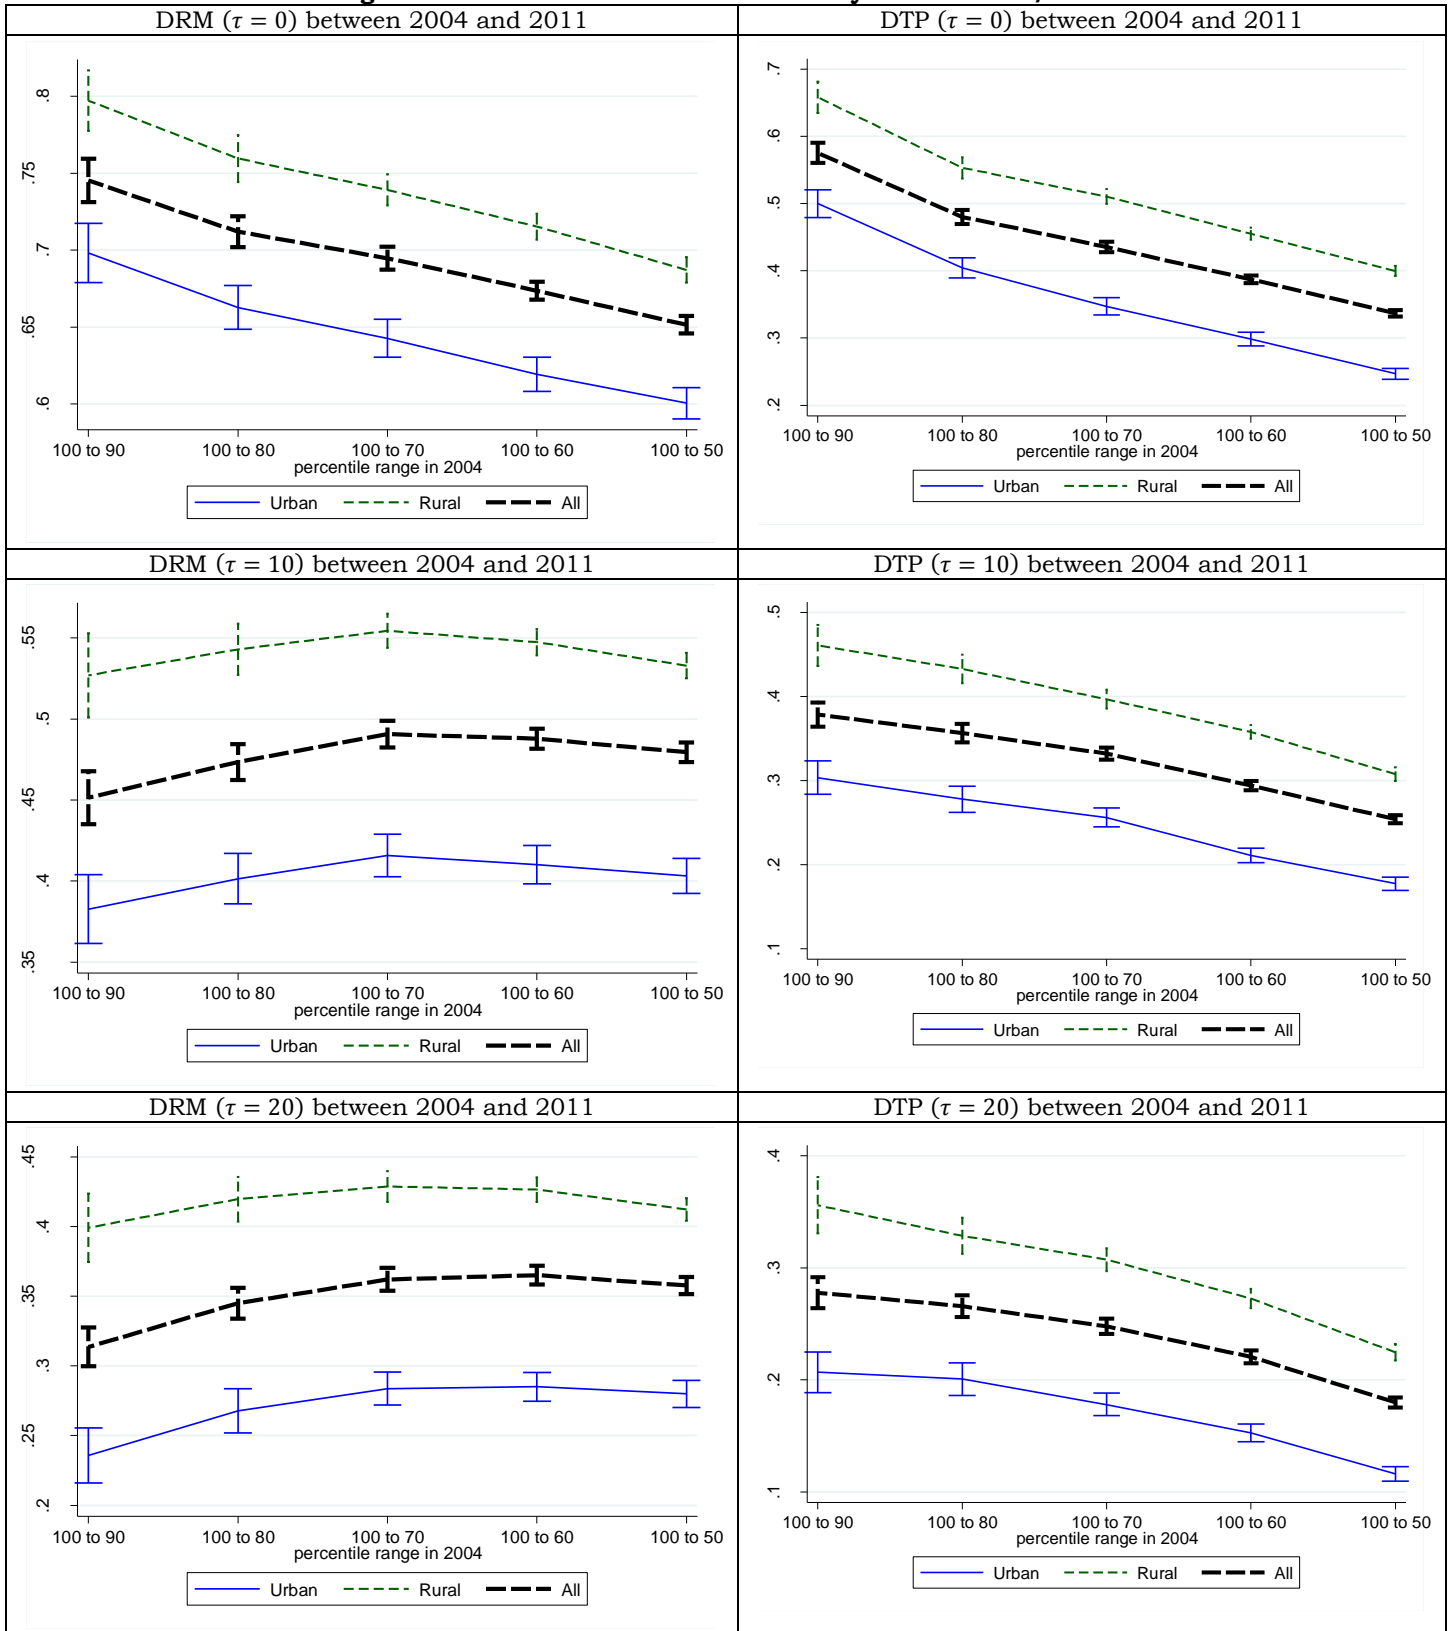 DRM (τ = 0) between 2004 and 2011
DTP (τ = 0) between 2004 and 2011
.8
.75
.7
.65
.6
100 to 90 100 to 80 100 to 70 100 to 60 100 to 50
percentile range in 2004
Urban Rural All
.7
.6
.5
.4
.3
.2
100 to 90 100 to 80 100 to 70 100 to 60 100 to 50
percentile range in 2004
Urban Rural All
DRM (τ = 10) between 2004 and 2011
DTP (τ = 10) between 2004 and 2011
.55
.5
.45
.4
.35
100 to 90 100 to 80 100 to 70 100 to 60 100 to 50
percentile range in 2004
Urban Rural All
.5
.4
.3
.2
.1
100 to 90 100 to 80 100 to 70 100 to 60 100 to 50
percentile range in 2004
Urban Rural All
DRM (τ = 20) between 2004 and 2011
DTP (τ = 20) between 2004 and 2011
.45
.4
.35
.3
.25
.2
100 to 90 100 to 80 100 to 70 100 to 60 100 to 50
percentile range in 2004
Urban Rural All
.4
.3
.2
.1
100 to 90 100 to 80 100 to 70 100 to 60 100 to 50
percentile range in 2004
Urban Rural All